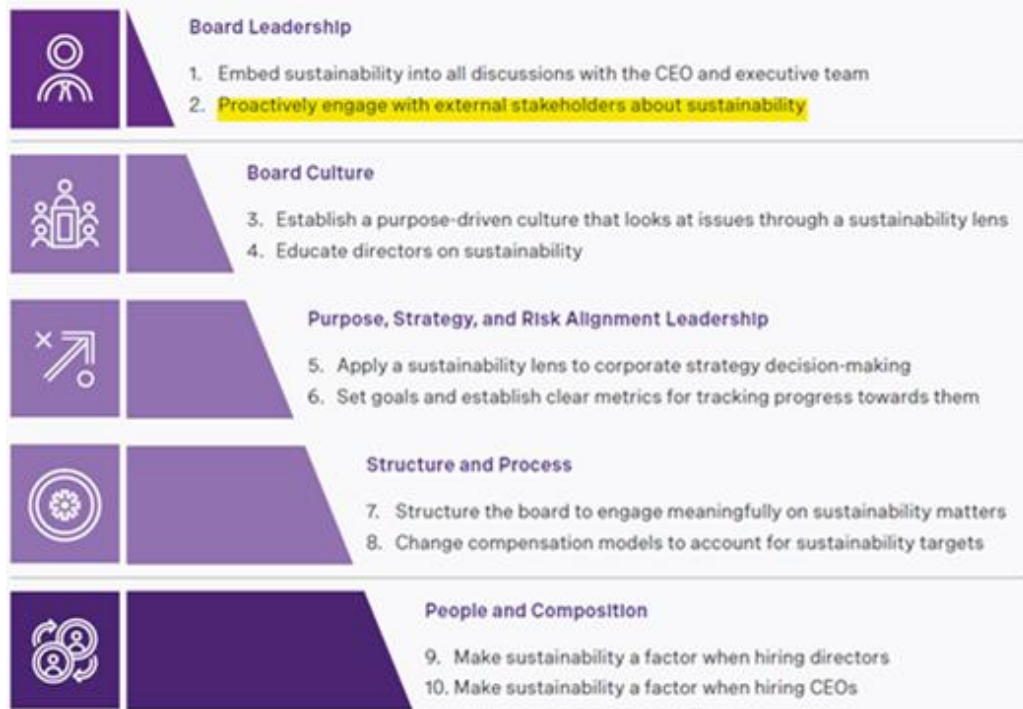 Board Leadership
1. Embed sustainability into all discussions with the CEO and executive team
2. Proactively engage with external stakeholders about sustainability
Board Culture
3. Establish a purpose-driven culture that looks at issues through a sustainability lens
4. Educate directors on sustainability
Purpose, Strategy, and Risk Alignment Leadership
5. Apply a sustainability lens to corporate strategy decision-making
6. Set goals and establish clear metrics for tracking progress towards them
Structure and Process
7. Structure the board to engage meaningfully on sustainability matters
8. Change compensation models to account for sustainability targets
People and Composition
9. Make sustainability a factor when hiring directors
10. Make sustainability a factor when hiring CEOs